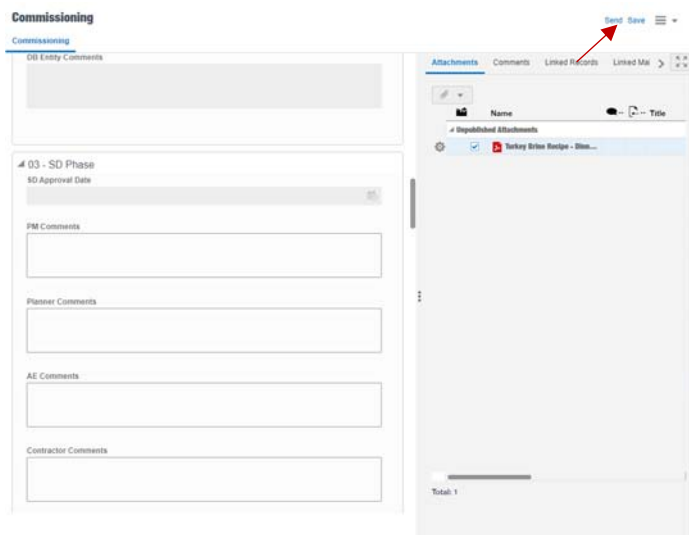 Commissioning
Send Save
Commissioning
DB Entity Comments
03 - SD Phase
SD Approval Date
PM Comments
Planner Comments
AE Comments
Contractor Comments
Attachments Comments Linked Records Linked Mai
Name Title
Unpublished Attachments
Turkey Brine Recipe - Dinn...
Total: 1